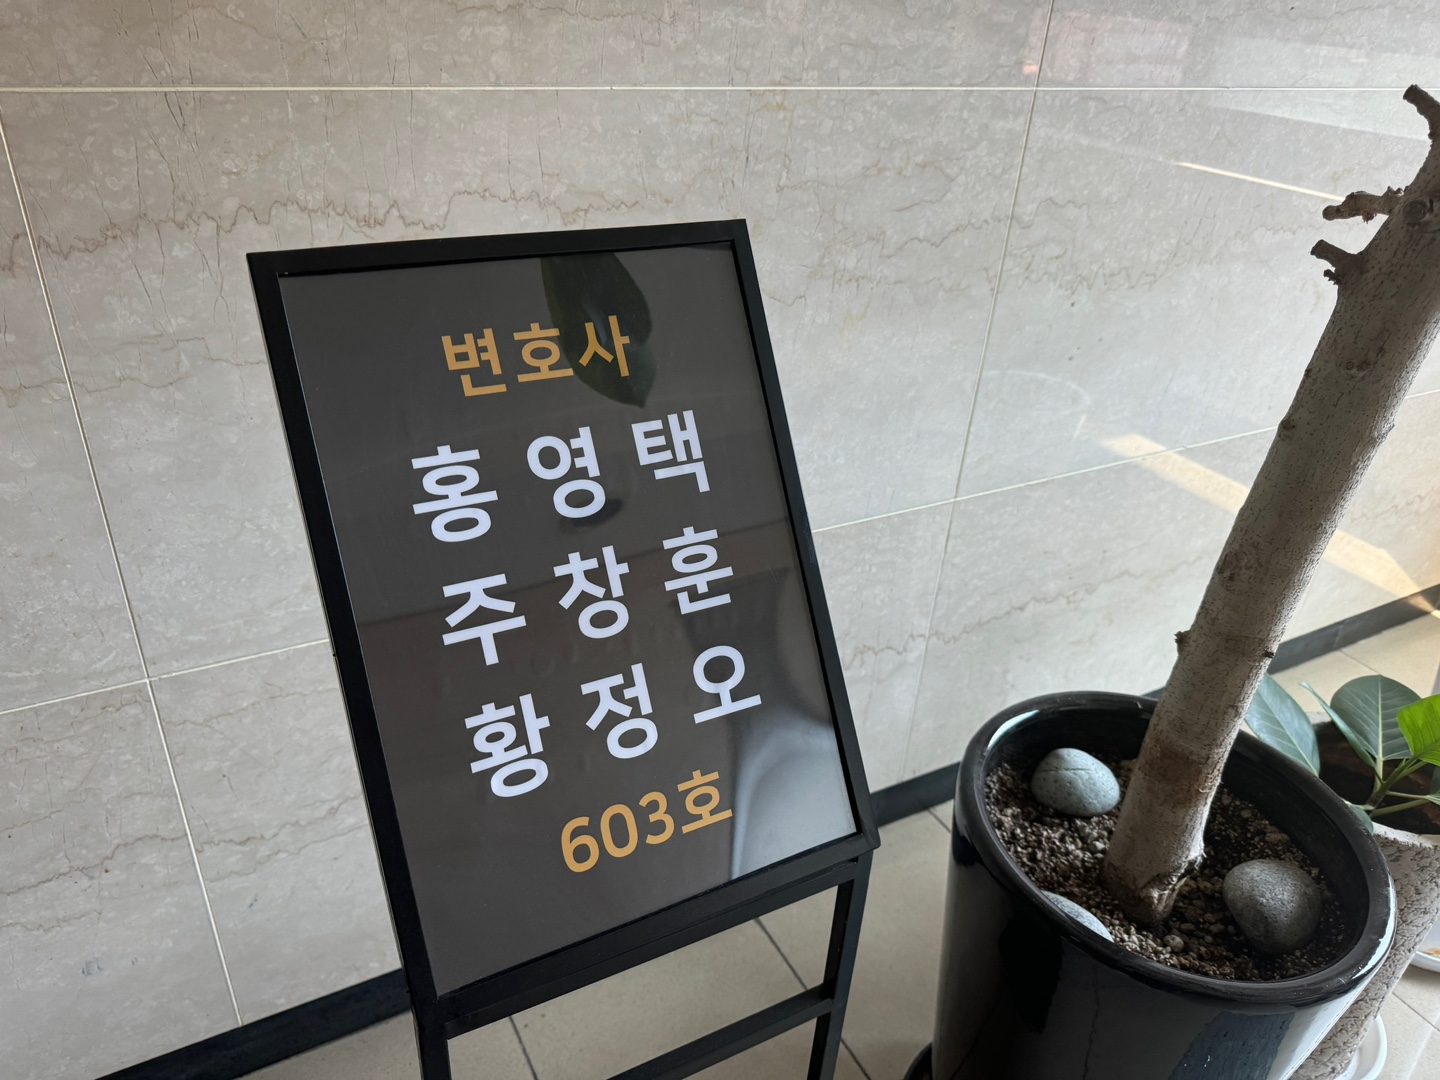 변호사
홍 영 택
주 창 훈
황 정 오
603호